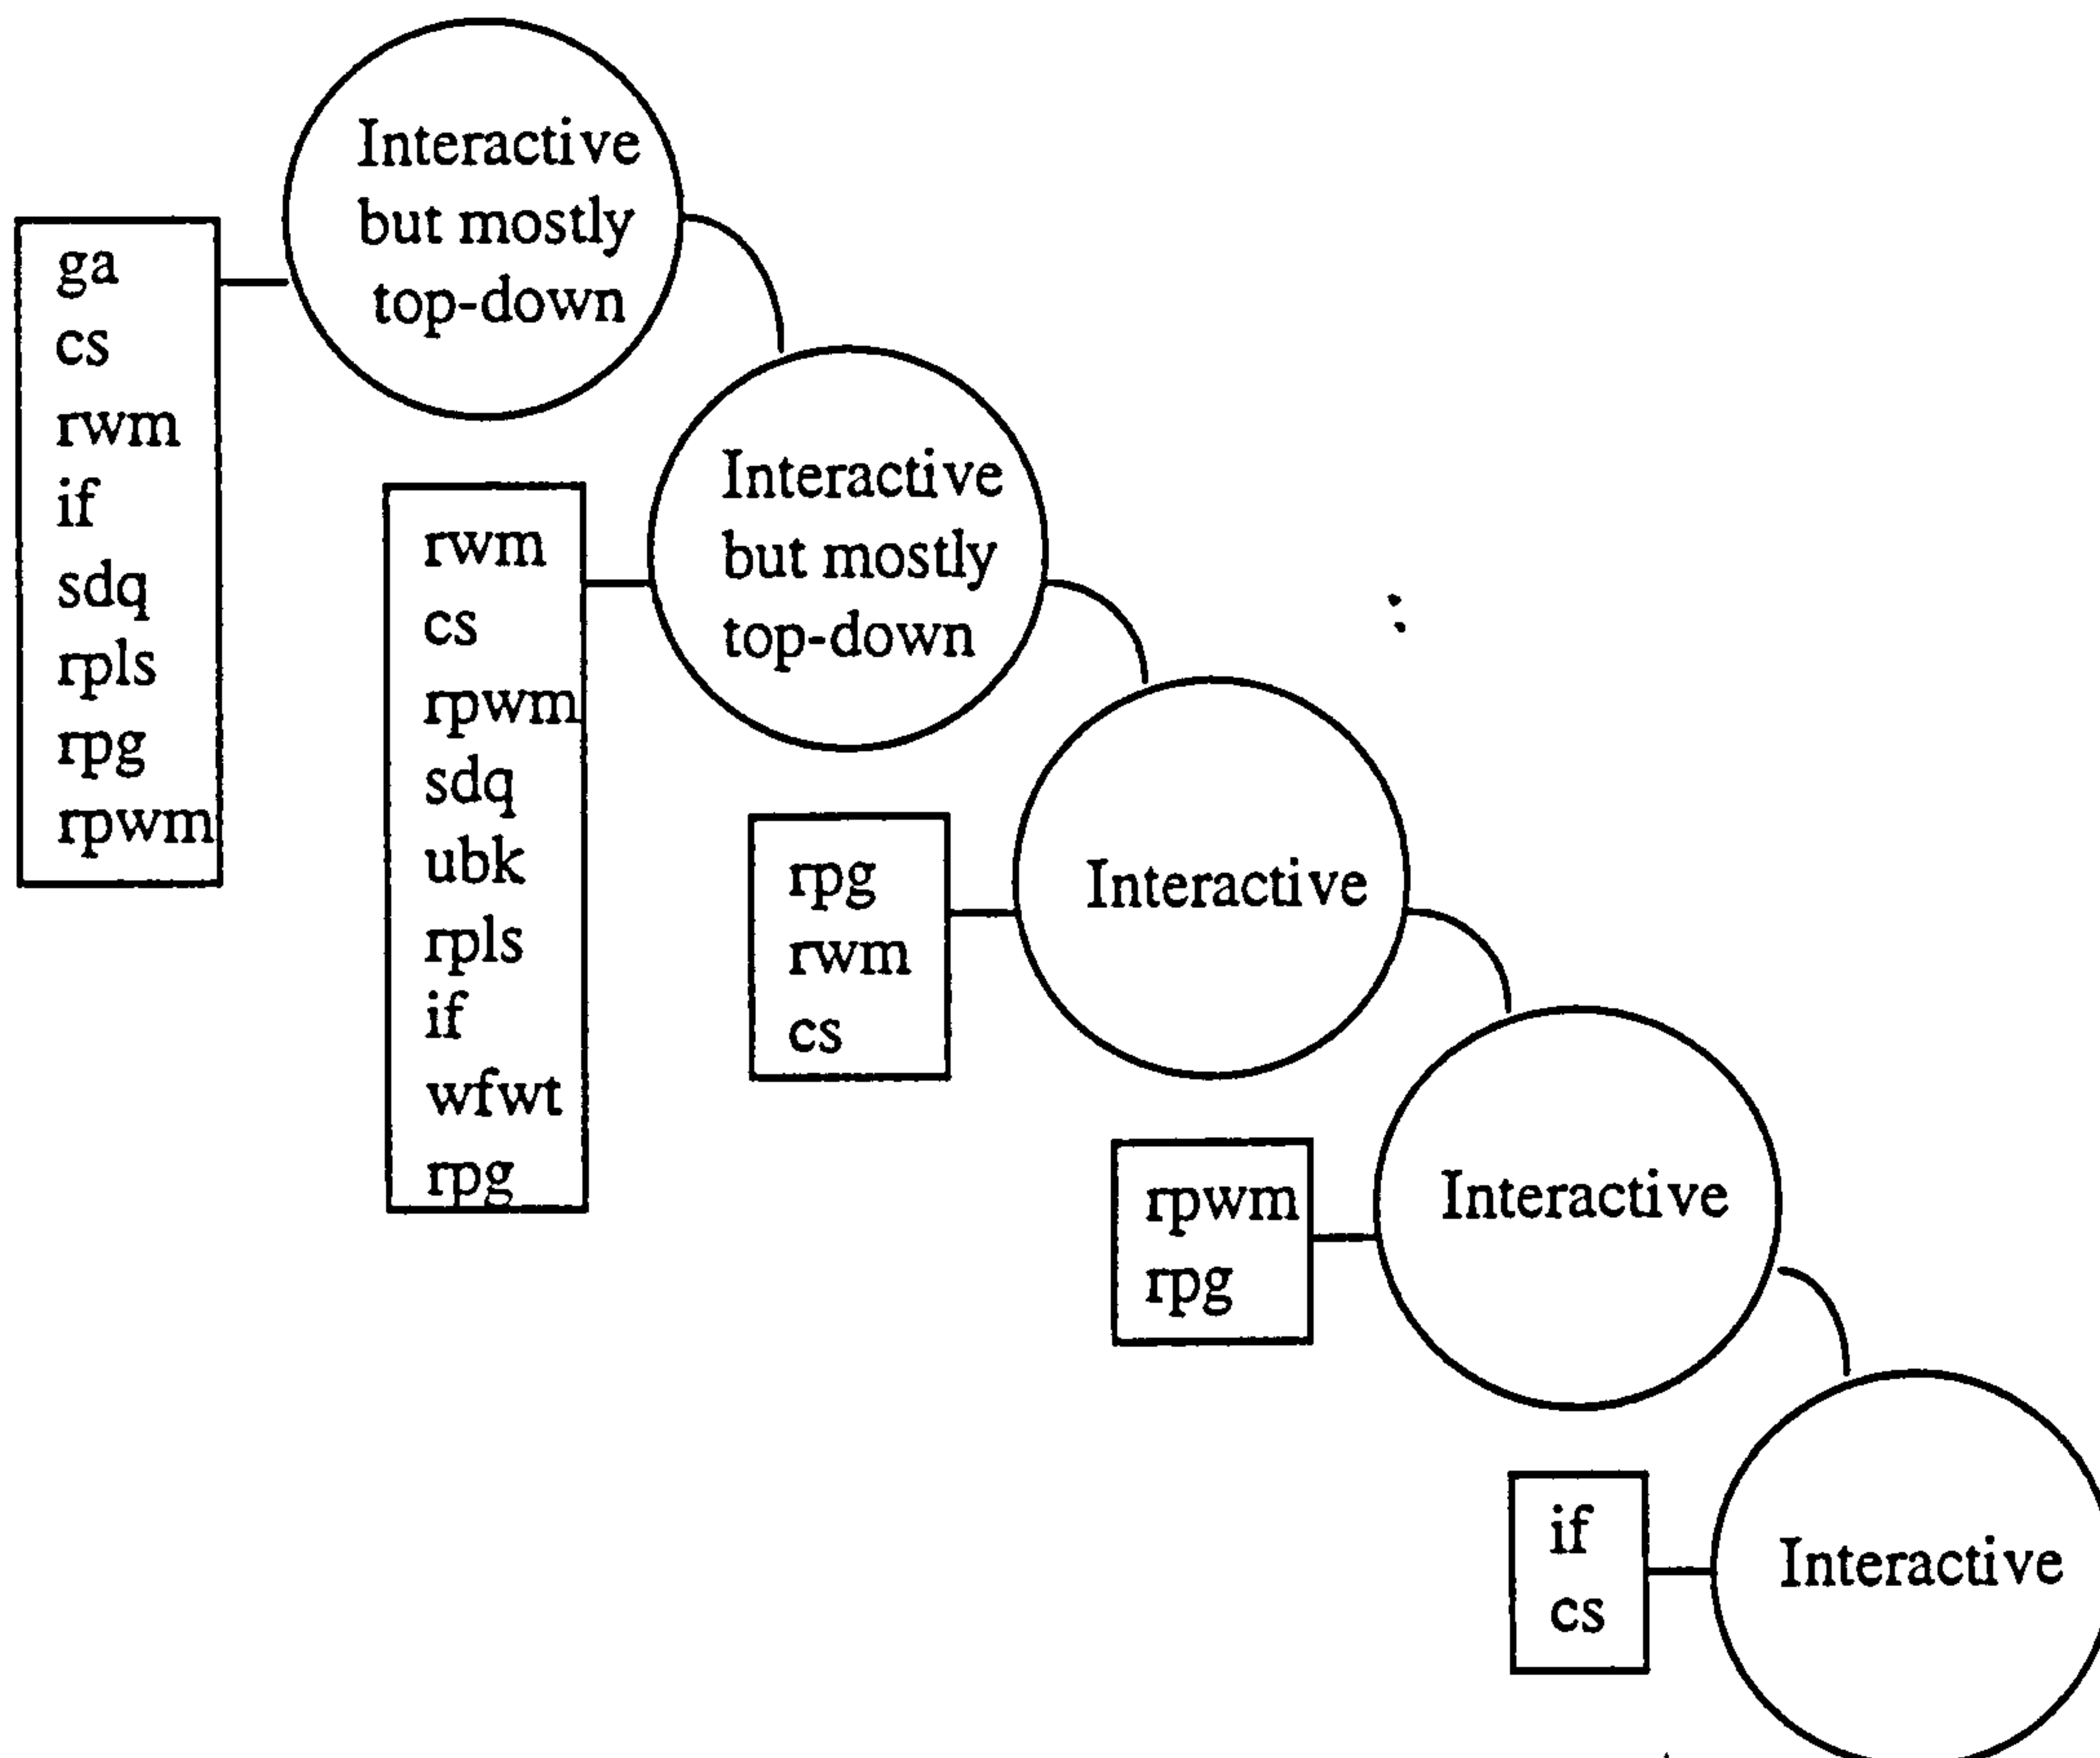 Interactive
but mostly
top-down
ga
cs
rwm
if
sdq
rpls
rpg
rpwm
Interactive
but mostly
top-down
rwm
cs
rpwm
sdq
ubk
rpls
if
wfwt
rpg
Interactive
rpg
rwm
cs
Interactive
rpwm
rpg
Interactive
if
cs